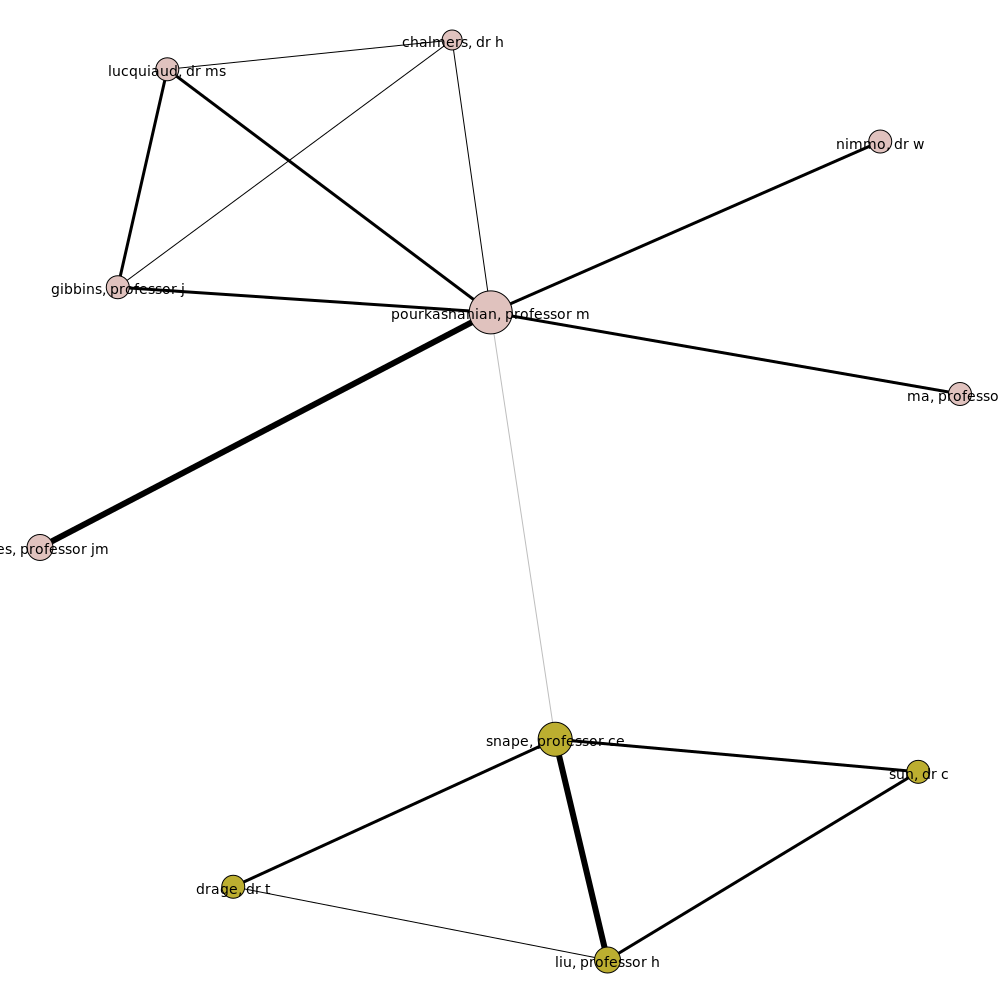 chalmers, dr h
lucquiaud, dr ms
nimmo, dr w
gibbins, professor j
pourkashanian, professor m
ma, professo
es, professor jm
snape, professor ce
sun, dr c
drage, dr t
liu, professor h